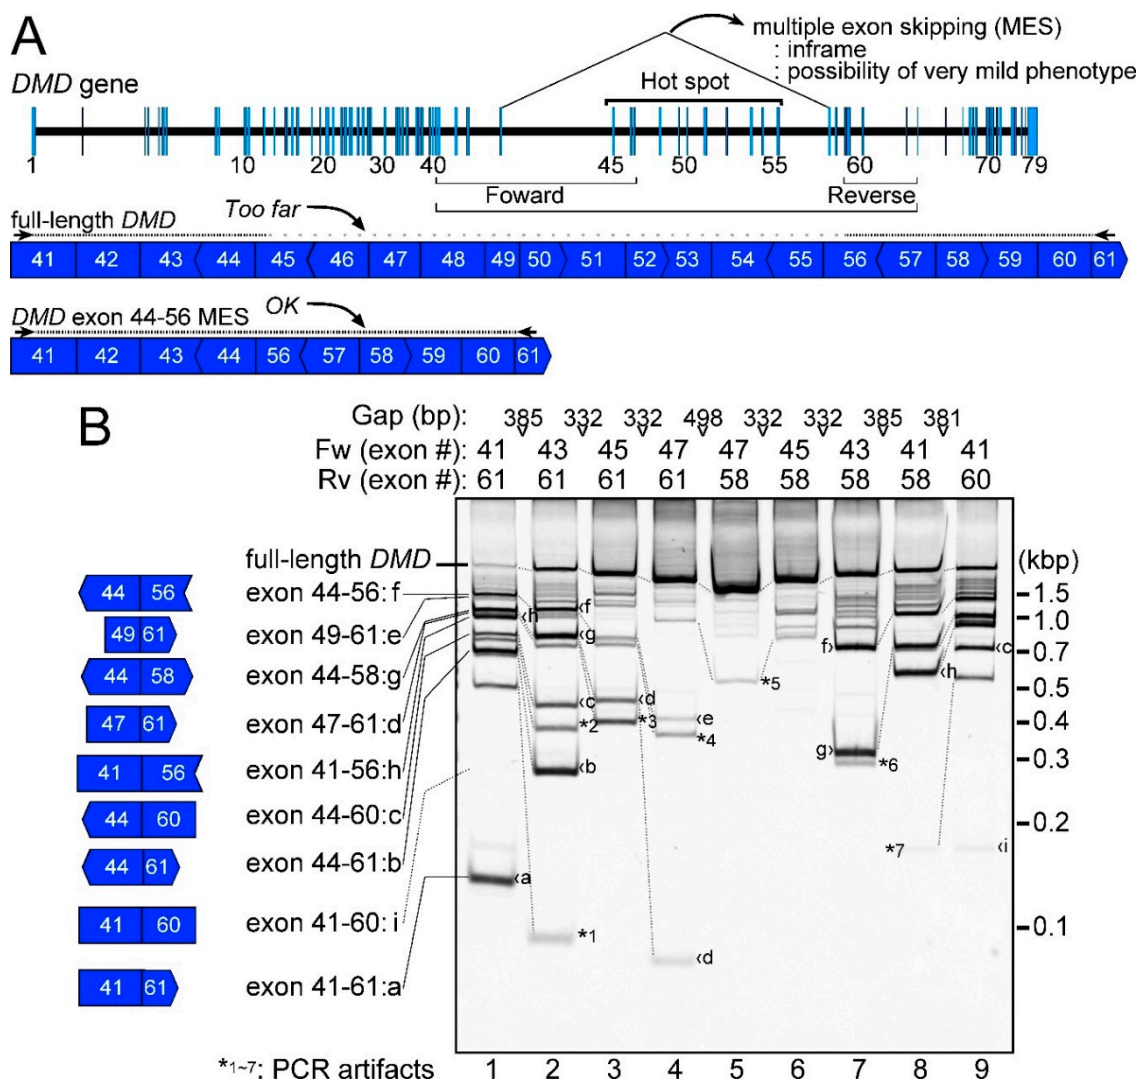 A
multiple exon skipping (MES)
: inframe
: possibility of very mild phenotype
DMD gene
Hot spot
1 10 20 30 40 45 50 55 60 70 79
Foward Reverse
full-length DMD
Too far
41 42 43 44 45 46 47 48 49 50 51 52 53 54 55 56 57 58 59 60 61
DMD exon 44-56 MES
OK
41 42 43 44 56 57 58 59 60 61
B
Gap (bp): 385 332 332 498 332 332 385 381
Fw (exon #): 41 43 45 47 47 45 43 41 41
Rv (exon #): 61 61 61 61 58 58 58 58 60
full-length DMD
(kbp)
44 56 exon 44-56:f
49 61 exon 49-61:e
44 58 exon 44-58:g
47 61 exon 47-61:d
41 56 exon 41-56:h
44 60 exon 44-60:c
44 61 exon 44-61:b
41 60 exon 41-60:i
41 61 exon 41-61:a
h
a
f
g
c
*2
b
*1
d
*3
e
*4
d
*5
f
g
*6
h
*7
c
i
1.5
1.0
0.7
0.5
0.4
0.3
0.2
0.1
*1~7: PCR artifacts 1 2 3 4 5 6 7 8 9